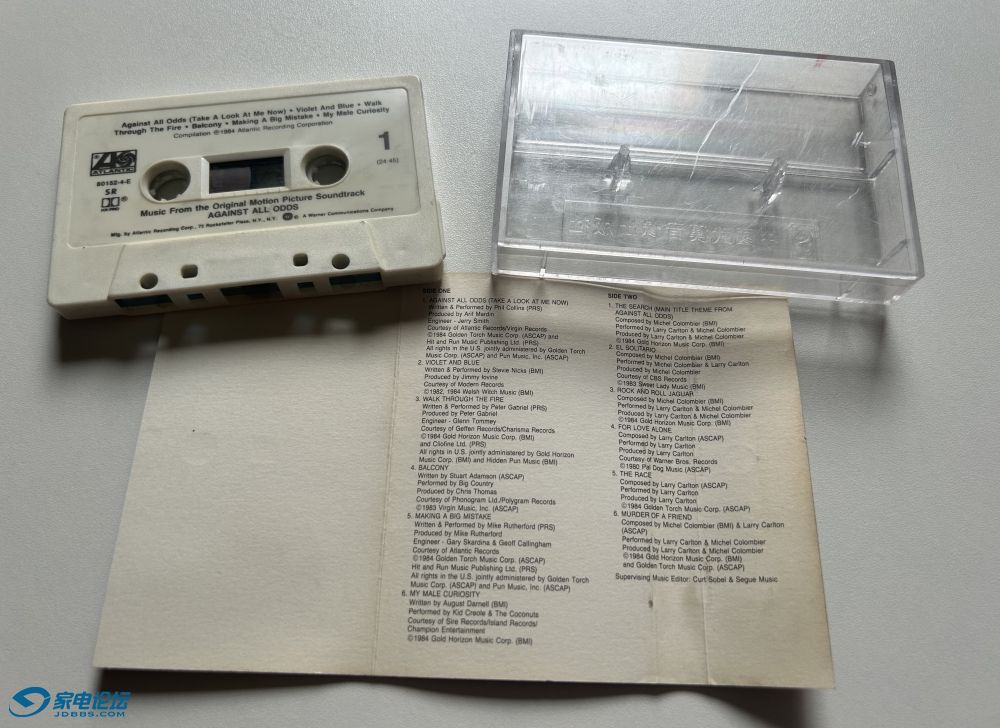 Against All Odds (Take A Look At Me Now) • Violet And Blue • Walk
Through The Fire • Balcony • Making A Big Mistake • My Male Curiosity
Compilation ℗1984 Atlantic Recording Corporation
1
ATLANTIC
80152-4-E
(24:45)
SR
HX-PRO
Music From the Original Motion Picture Soundtrack
AGAINST ALL ODDS
Mfg. by Atlantic Recording Corp., 75 Rockefeller Plaza, N.Y., N.Y. A Warner Communications Company
SIDE ONE
1. AGAINST ALL ODDS (TAKE A LOOK AT ME NOW)
Written & Performed by Phil Collins (PRS)
Produced by Arif Mardin
Engineer - Jerry Smith
Courtesy of Atlantic Records/Virgin Records
©1984 Golden Torch Music Corp. (ASCAP) and
Hit and Run Music Publishing Ltd. (PRS)
All rights in the U.S. jointly administered by Golden Torch
Music Corp. (ASCAP) and Pun Music, Inc. (ASCAP)
2. VIOLET AND BLUE
Written & Performed by Stevie Nicks (BMI)
Produced by Jimmy Iovine
Courtesy of Modern Records
©1982, 1984 Welsh Witch Music (BMI)
3. WALK THROUGH THE FIRE
Written & Performed by Peter Gabriel (PRS)
Produced by Peter Gabriel
Engineer - Glenn Tommey
Courtesy of Geffen Records/Charisma Records
©1984 Gold Horizon Music Corp. (BMI)
and Cliofine Ltd. (PRS)
All rights in the U.S. jointly administered by Gold Horizon
Music Corp. (BMI) and Hidden Pun Music (BMI)
4. BALCONY
Written by Stuart Adamson (ASCAP)
Performed by Big Country
Produced by Chris Thomas
Courtesy of Phonogram Ltd./Polygram Records
©1983 Virgin Music, Inc. (ASCAP)
5. MAKING A BIG MISTAKE
Written & Performed by Mike Rutherford (PRS)
Produced by Mike Rutherford
Engineer - Gary Skardina & Geoff Callingham
Courtesy of Atlantic Records
©1984 Golden Torch Music Corp. (ASCAP)
Hit and Run Music Publishing Ltd. (PRS)
All rights in the U.S. jointly administered by Golden Torch
Music Corp. (ASCAP) and Pun Music, Inc. (ASCAP)
6. MY MALE CURIOSITY
Written by August Darnell (BMI)
Performed by Kid Creole & The Coconuts
Courtesy of Sire Records/Island Records/
Champion Entertainment
©1984 Gold Horizon Music Corp. (BMI)
SIDE TWO
1. THE SEARCH (MAIN TITLE THEME FROM
AGAINST ALL ODDS)
Composed by Michel Colombier (BMI)
Performed by Larry Carlton & Michel Colombier
Produced by Larry Carlton & Michel Colombier
©1984 Gold Horizon Music Corp. (BMI)
2. EL SOLITARIO
Composed by Michel Colombier (BMI)
Performed by Michel Colombier & Larry Carlton
Produced by Michel Colombier
Courtesy of CBS Records
©1983 Sweet Lady Music (BMI)
3. ROCK AND ROLL JAGUAR
Composed by Michel Colombier (BMI)
Performed by Larry Carlton & Michel Colombier
Produced by Larry Carlton & Michel Colombier
©1984 Gold Horizon Music Corp. (BMI)
4. FOR LOVE ALONE
Composed by Larry Carlton (ASCAP)
Performed by Larry Carlton
Produced by Larry Carlton
Courtesy of Warner Bros. Records
©1980 Pal Dog Music (ASCAP)
5. THE RACE
Composed by Larry Carlton (ASCAP)
Performed by Larry Carlton
Produced by Larry Carlton
©1984 Golden Torch Music Corp. (ASCAP)
6. MURDER OF A FRIEND
Composed by Michel Colombier (BMI) & Larry Carlton
(ASCAP)
Performed by Larry Carlton & Michel Colombier
Produced by Larry Carlton & Michel Colombier
©1984 Gold Horizon Music Corp. (BMI)
and Golden Torch Music Corp. (ASCAP)
Supervising Music Editor: Curt Sobel & Segue Music
家电论坛
JDBBS.COM